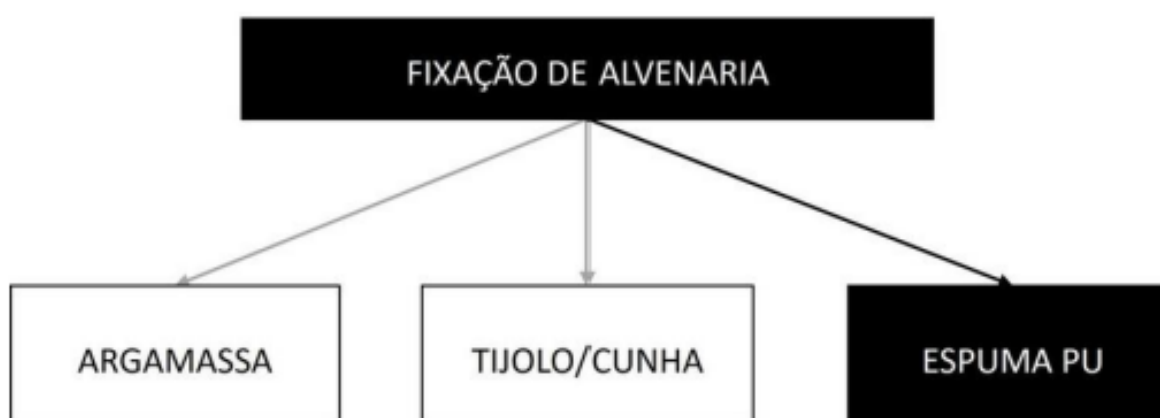 FIXAÇÃO DE ALVENARIA
ARGAMASSA
TIJOLO/CUNHA
ESPUMA PU